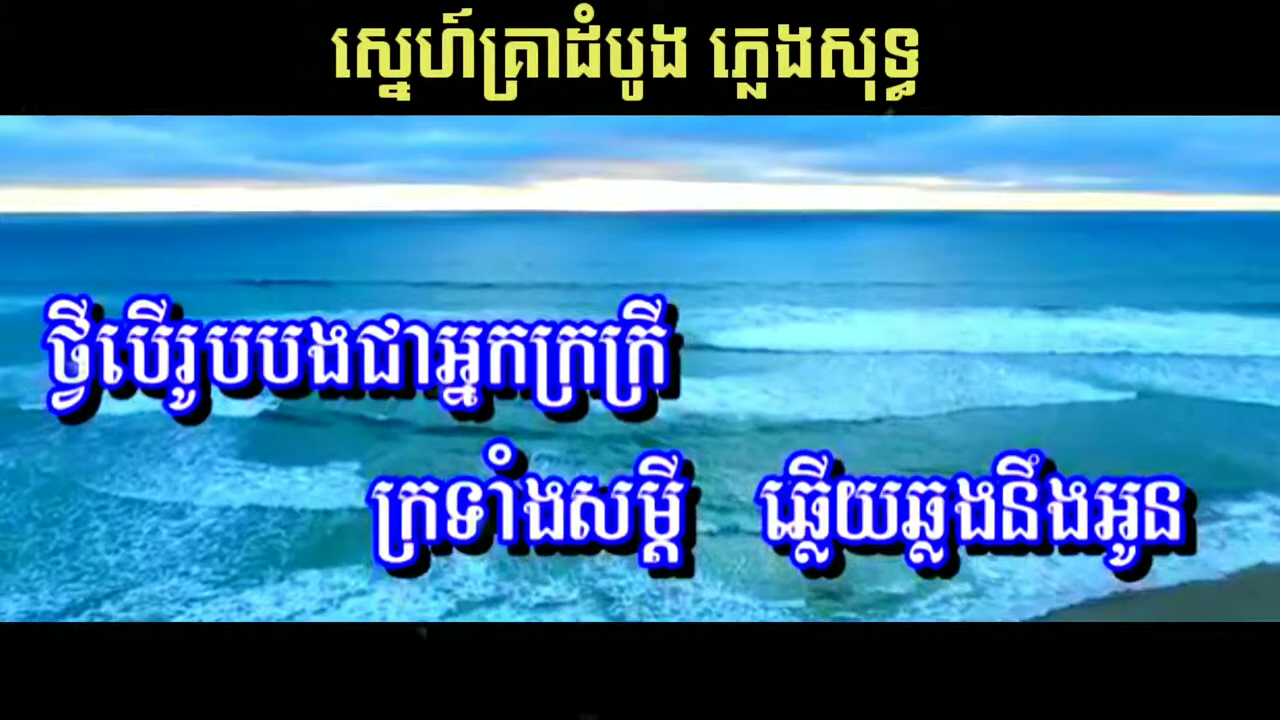 ស្នេហ៍គ្រាដំបូង ភ្លេងសុទ្ធ
ថ្វីបើរូបបងជាអ្នកក្រក្រី
ក្រទាំងសម្ដី ឆ្លើយឆ្លងនឹងអូន